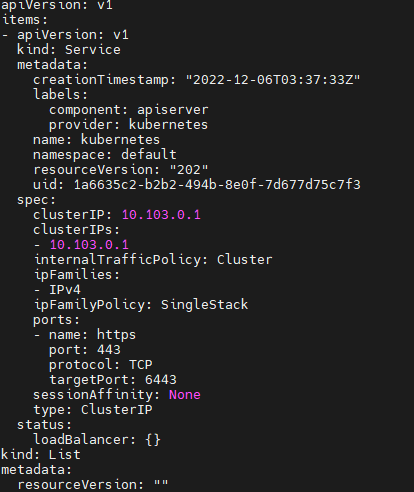 apiVersion: v1
items:
- apiVersion: v1
  kind: Service
  metadata:
    creationTimestamp: "2022-12-06T03:37:33Z"
    labels:
      component: apiserver
      provider: kubernetes
    name: kubernetes
    namespace: default
    resourceVersion: "202"
    uid: 1a6635c2-b2b2-494b-8e0f-7d677d75c7f3
  spec:
    clusterIP: 10.103.0.1
    clusterIPs:
    - 10.103.0.1
    internalTrafficPolicy: Cluster
    ipFamilies:
    - IPv4
    ipFamilyPolicy: SingleStack
    ports:
    - name: https
      port: 443
      protocol: TCP
      targetPort: 6443
    sessionAffinity: None
    type: ClusterIP
  status:
    loadBalancer: {}
kind: List
metadata:
  resourceVersion: ""